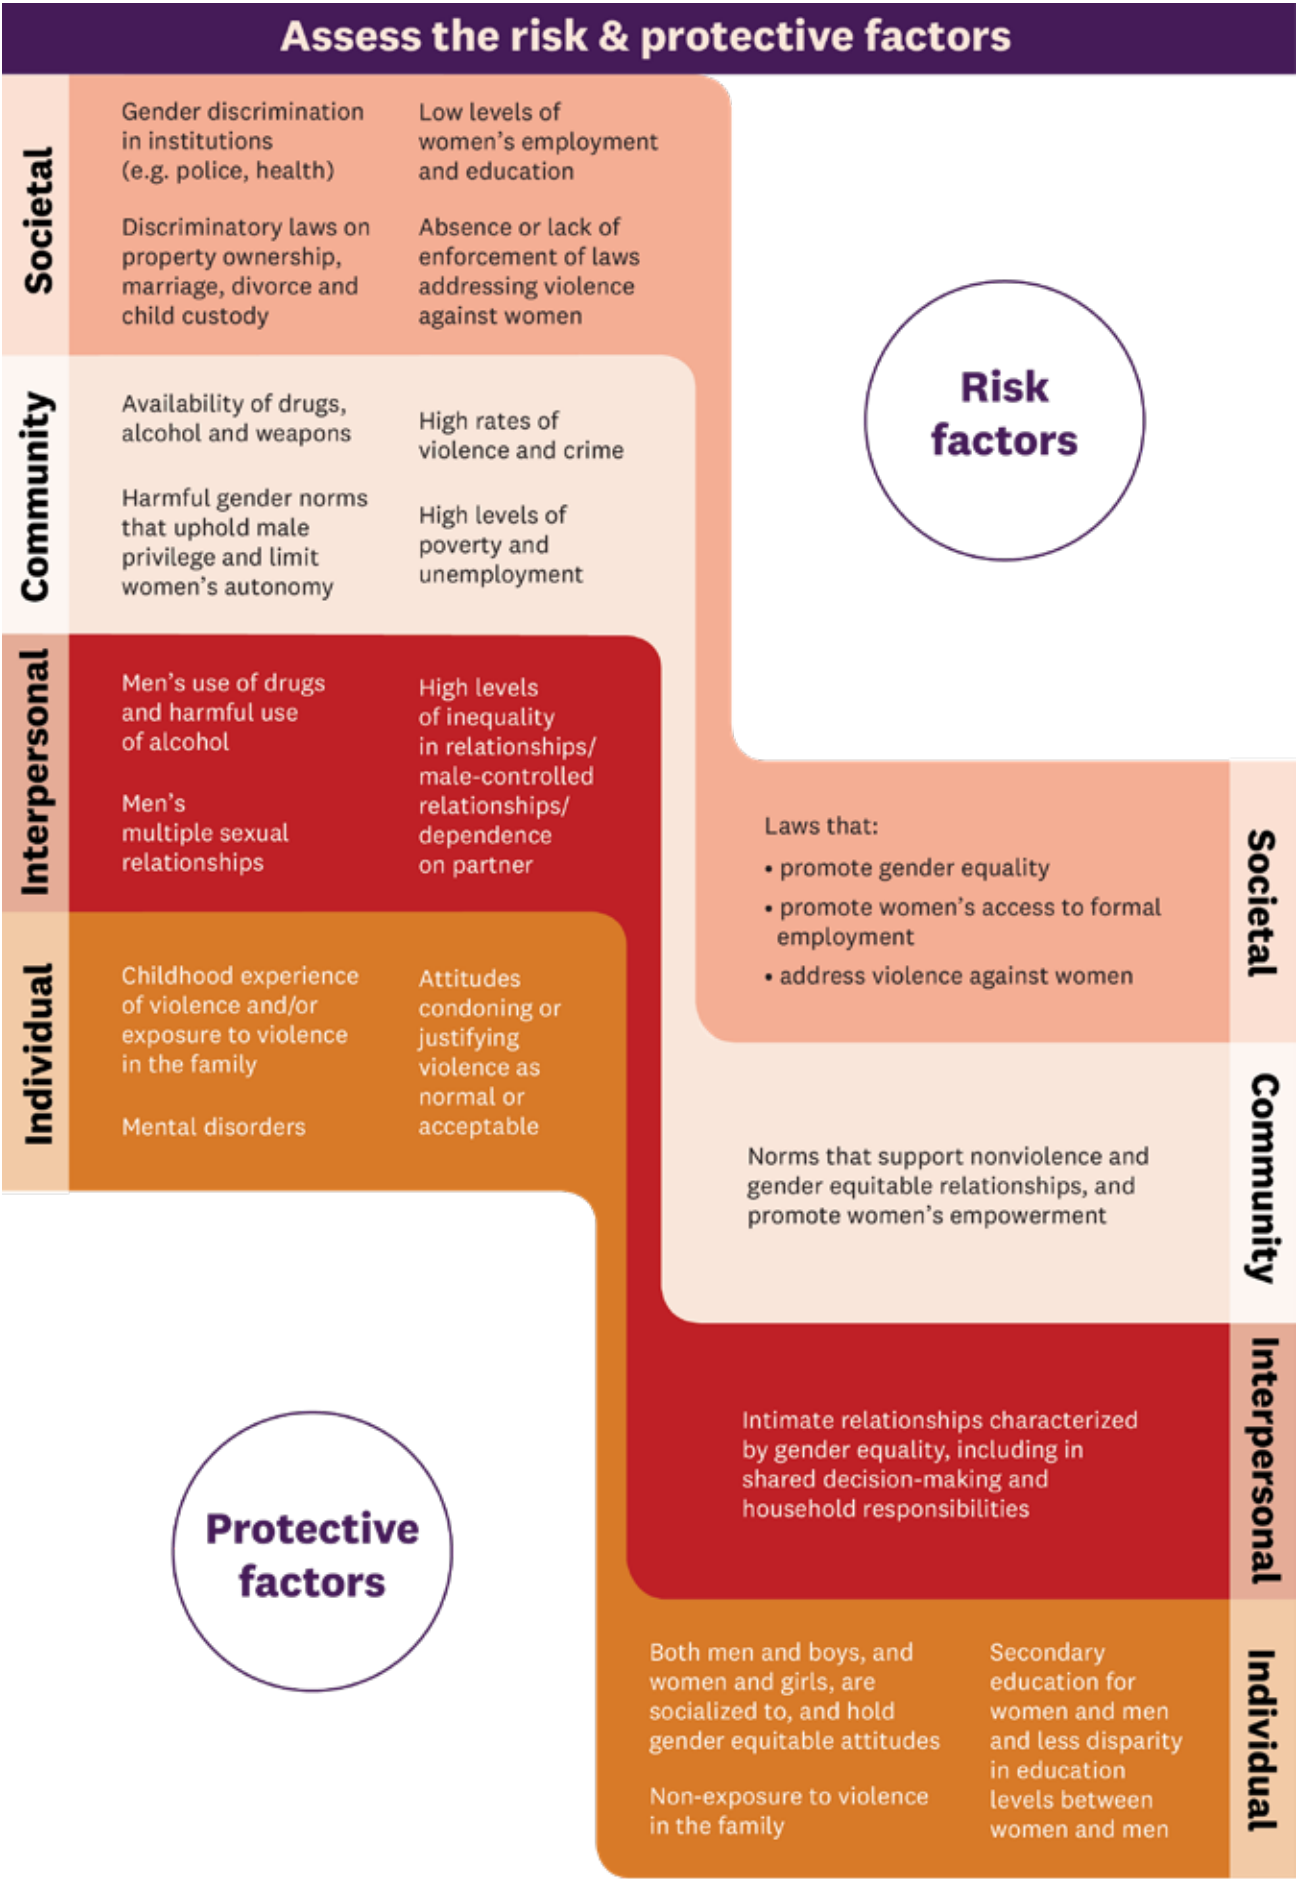 Assess the risk & protective factors
Societal
Gender discrimination
in institutions
(e.g. police, health)
Discriminatory laws on
property ownership,
marriage, divorce and
child custody
Low levels of
women's employment
and education
Absence or lack of
enforcement of laws
addressing violence
against women
Community
Availability of drugs,
alcohol and weapons
Harmful gender norms
that uphold male
privilege and limit
women's autonomy
High rates of
violence and crime
High levels of
poverty and
unemployment
Interpersonal
Men's use of drugs
and harmful use
of alcohol
Men's
multiple sexual
relationships
High levels
of inequality
in relationships/
male-controlled
relationships/
dependence
on partner
Individual
Childhood experience
of violence and/or
exposure to violence
in the family
Mental disorders
Attitudes
condoning or
justifying
violence as
normal or
acceptable
Risk
factors
Protective
factors
Societal
Laws that:
• promote gender equality
• promote women's access to formal
employment
• address violence against women
Community
Norms that support nonviolence and
gender equitable relationships, and
promote women's empowerment
Interpersonal
Intimate relationships characterized
by gender equality, including in
shared decision-making and
household responsibilities
Individual
Both men and boys, and
women and girls, are
socialized to, and hold
gender equitable attitudes
Non-exposure to violence
in the family
Secondary
education for
women and men
and less disparity
in education
levels between
women and men